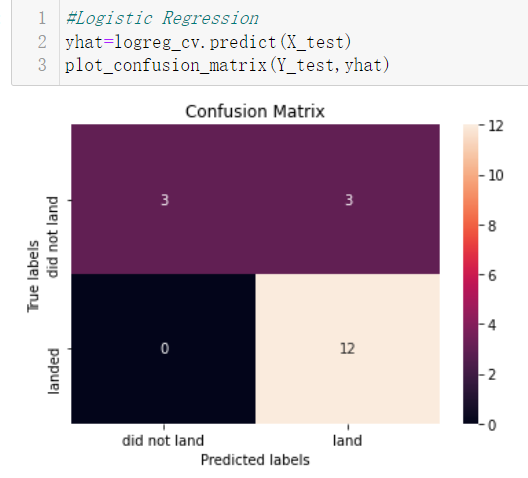 1 #Logistic Regression
2 yhat=logreg_cv.predict(X_test)
3 plot_confusion_matrix(Y_test,yhat)
Confusion Matrix
True labels
did not land
landed
3 3
0 12
did not land land
Predicted labels
12
10
8
6
4
2
0